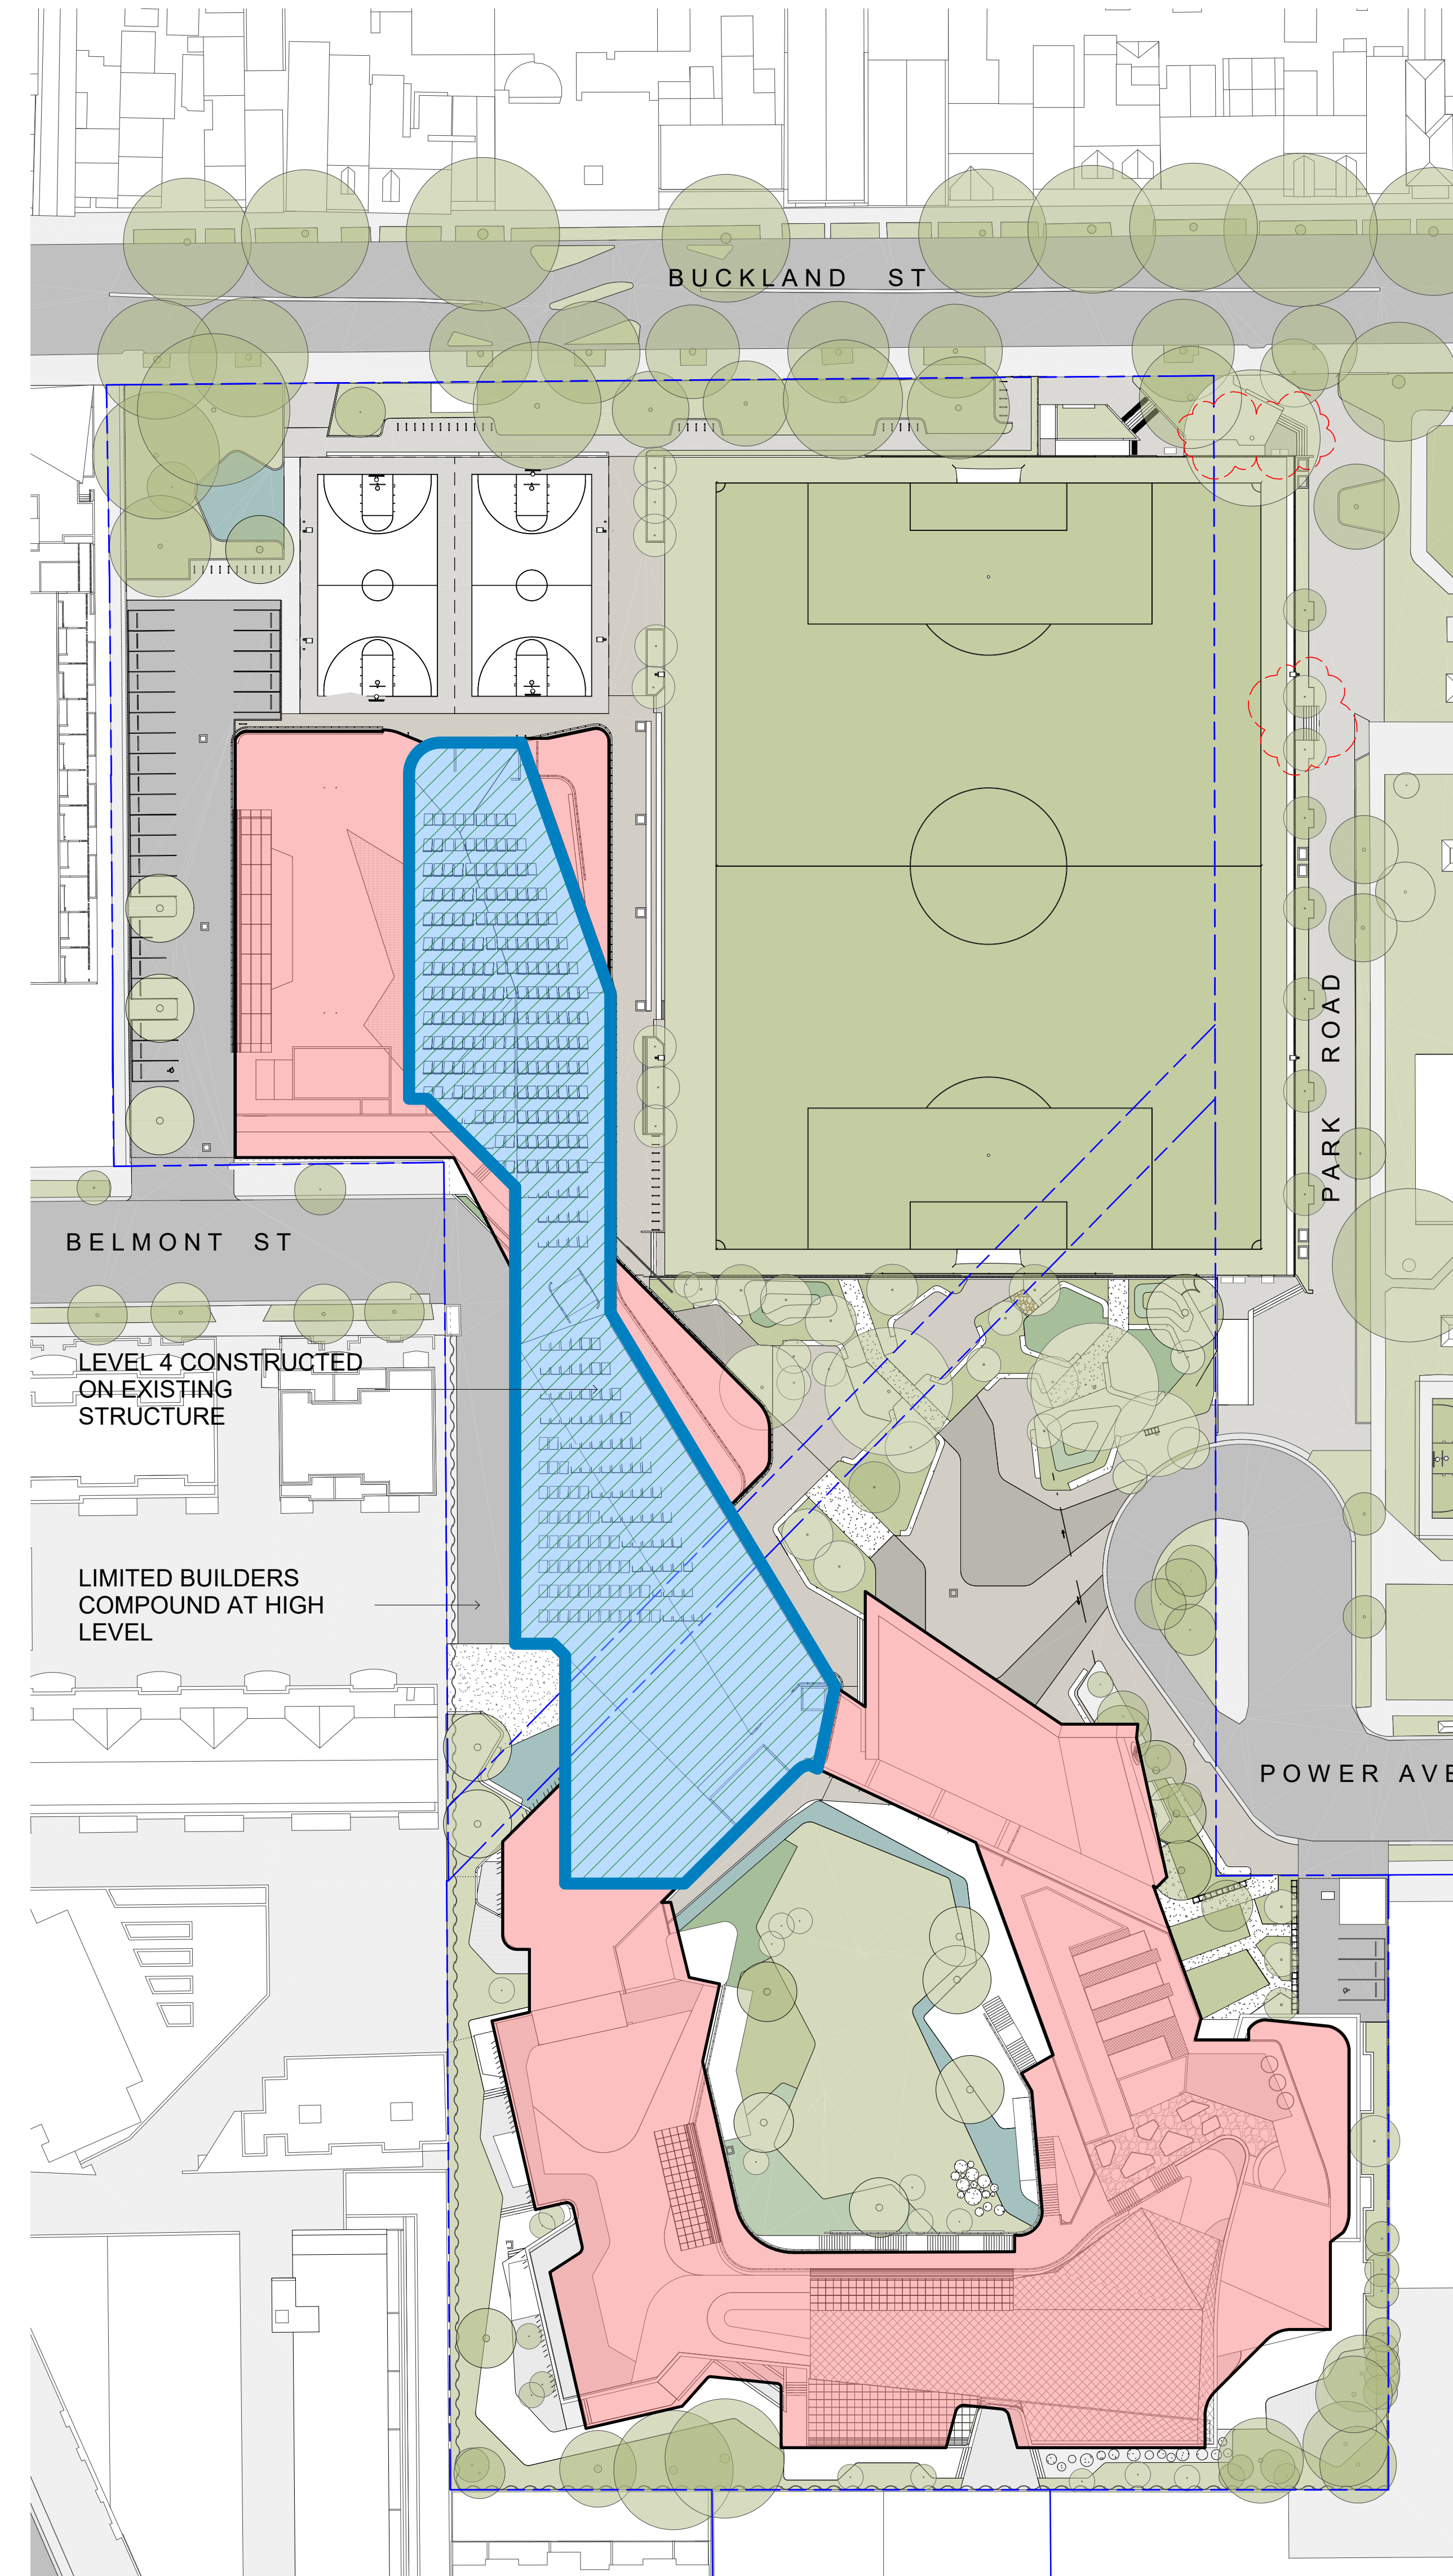 BUCKLAND ST
PARK ROAD
BELMONT ST
LEVEL 4 CONSTRUCTED
ON EXISTING
STRUCTURE
LIMITED BUILDERS
COMPOUND AT HIGH
LEVEL
POWER AVE